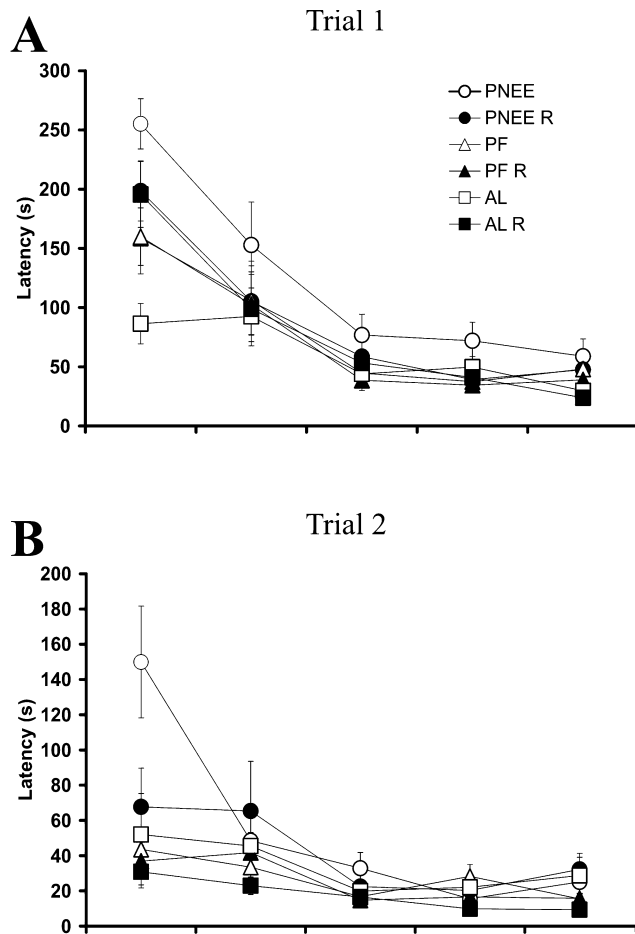 Trial 1
A
300
250
200
150
100
50
0
Latency (s)
PNEE
PNEE R
PF
PF R
AL
AL R
Trial 2
B
200
180
160
140
120
100
80
60
40
20
0
Latency (s)